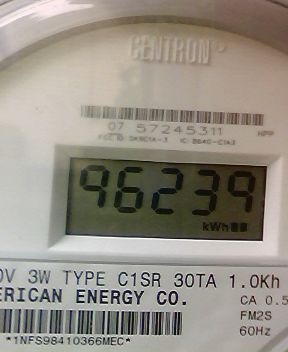 CENTRON
07 57245311
HPP
96239
kWh
0V 3W TYPE C1SR 30TA 1.0Kh
ERICAN ENERGY CO.
CA 0.5
FM2S
60Hz
*1NFS98410366MEC*